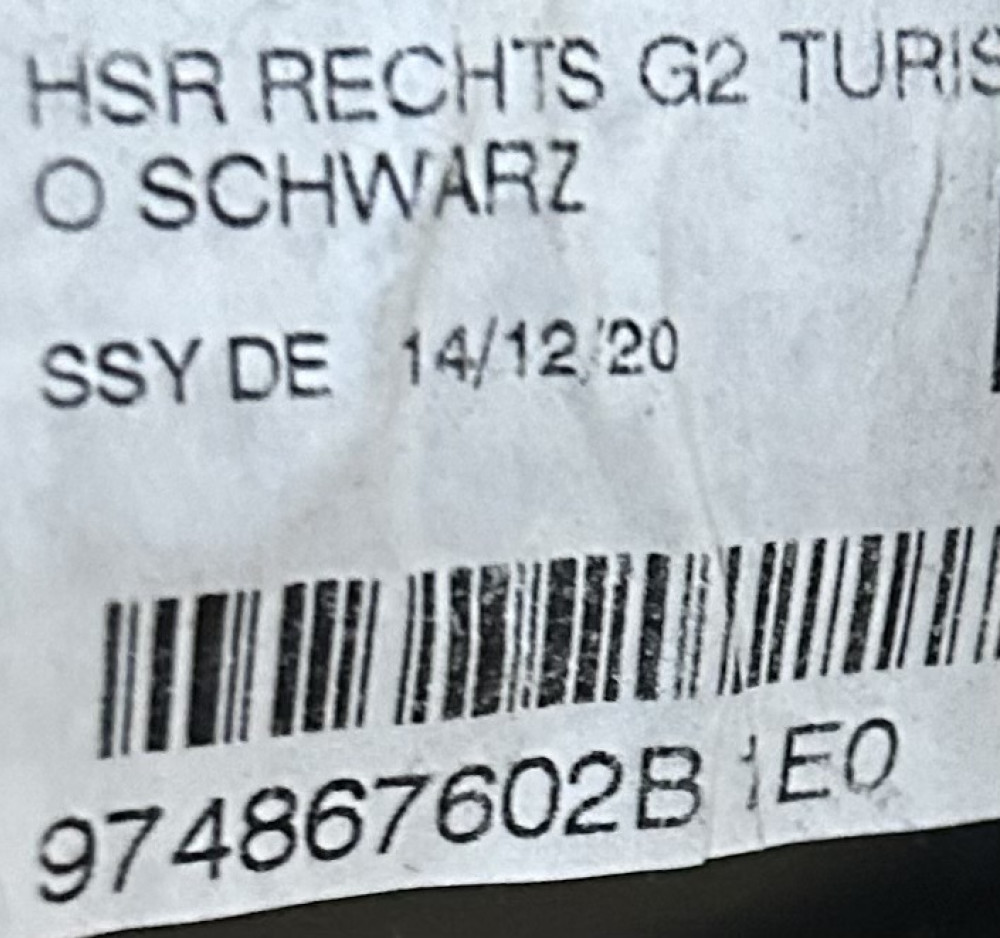 HSR RECHTS G2 TURIS
O SCHWARZ
SSY DE 14/12/20
974867602B 1E0